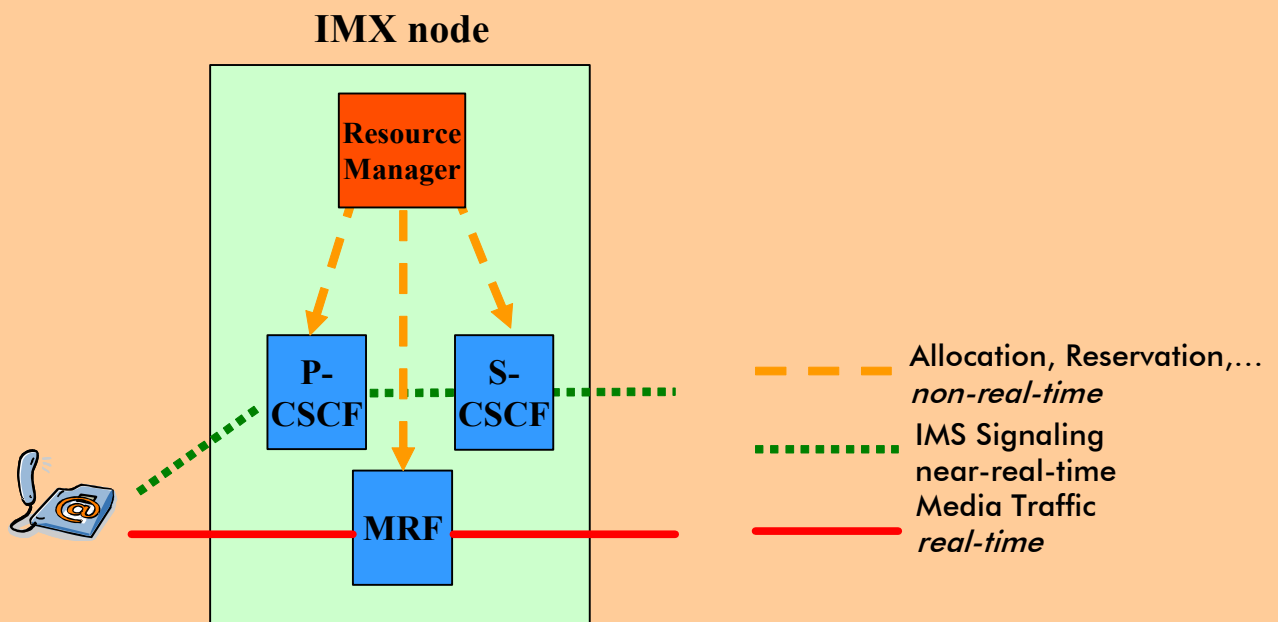 IMX node
Resource
Manager
P-
CSCF
S-
CSCF
MRF
@
Allocation, Reservation,...
non-real-time
IMS Signaling
near-real-time
Media Traffic
real-time